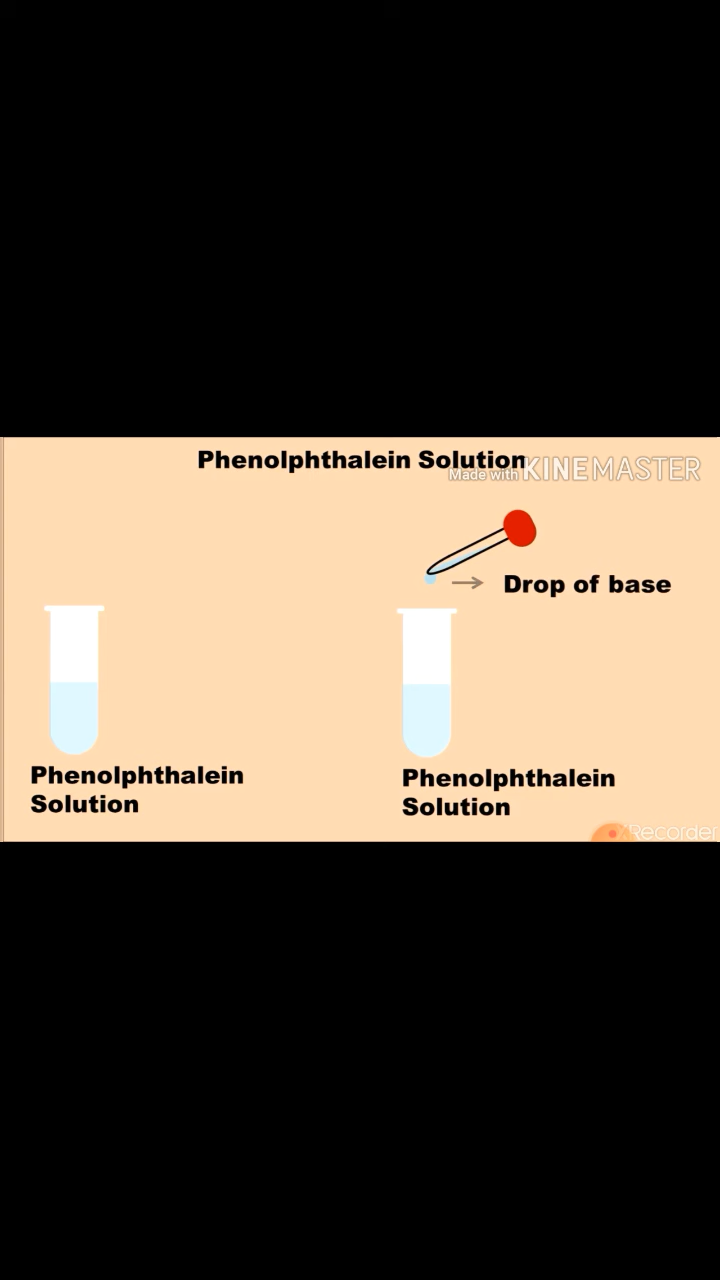 Phenolphthalein Solution
Made with KINEMASTER
Drop of base
Phenolphthalein
Solution
Phenolphthalein
Solution
Recorder